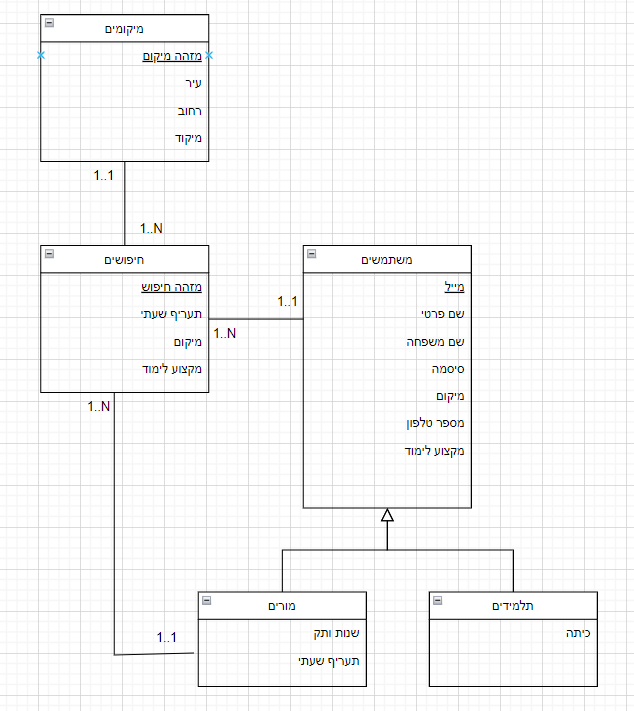 מיקומים
מזהה מיקום
עיר
רחוב
מיקוד
1..1
1..N
חיפושים
מזהה חיפוש
תעריף שעתי
מיקום
מקצוע לימוד
משתמשים
מייל
שם פרטי
שם משפחה
סיסמה
מיקום
מספר טלפון
מקצוע לימוד
1..1
1..N
1..N
1..1
מורים
שנות ותק
תעריף שעתי
תלמידים
כיתה